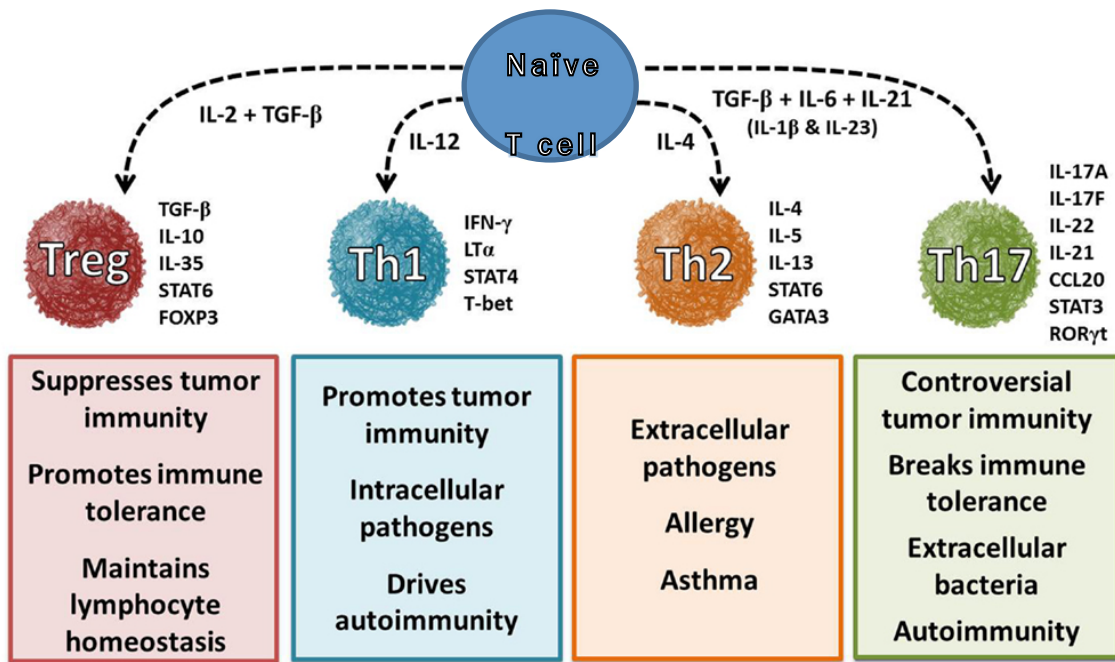 Naïve
T cell
IL-2 + TGF-β
IL-12
IL-4
TGF-β + IL-6 + IL-21
(IL-1β & IL-23)
Treg
TGF-β
IL-10
IL-35
STAT6
FOXP3
Th1
IFN-γ
LTα
STAT4
T-bet
Th2
IL-4
IL-5
IL-13
STAT6
GATA3
Th17
IL-17A
IL-17F
IL-22
IL-21
CCL20
STAT3
RORγt
Suppresses tumor
immunity
Promotes immune
tolerance
Maintains
lymphocyte
homeostasis
Promotes tumor
immunity
Intracellular
pathogens
Drives
autoimmunity
Extracellular
pathogens
Allergy
Asthma
Controversial
tumor immunity
Breaks immune
tolerance
Extracellular
bacteria
Autoimmunity